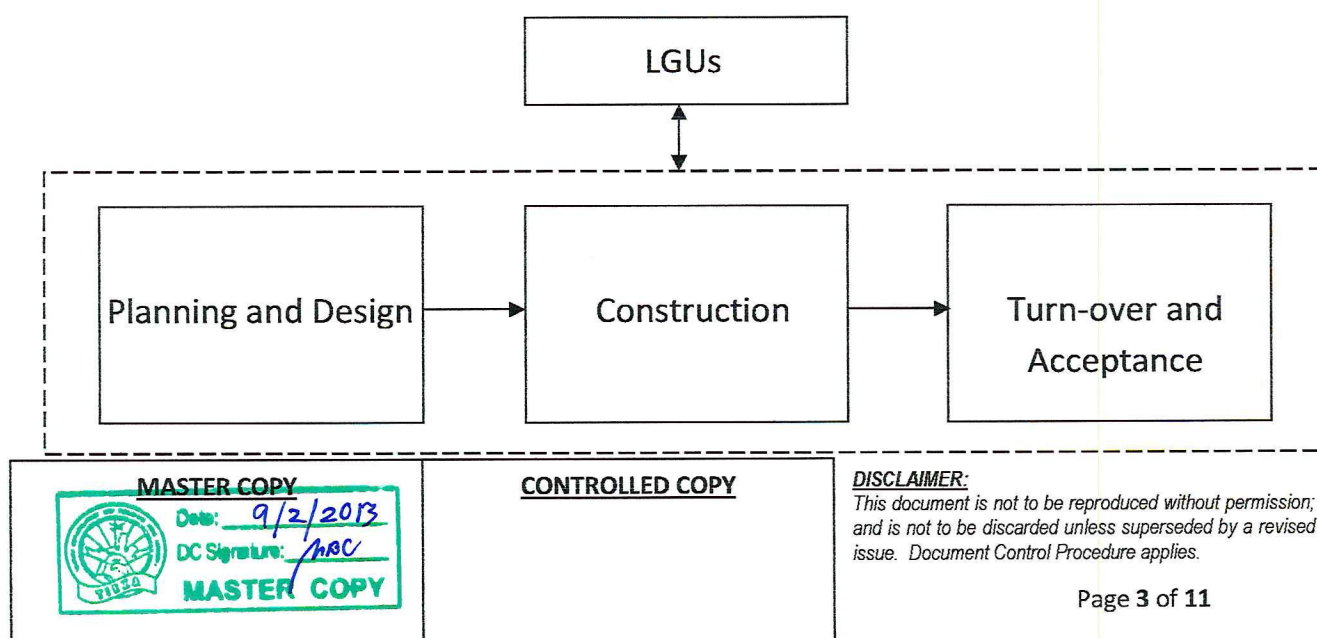 LGUs
Planning and Design
Construction
Turn-over and
Acceptance
MASTER COPY
Date: 9/2/2013
DC Signature:
MASTER COPY
CONTROLLED COPY
DISCLAIMER:
This document is not to be reproduced without permission;
and is not to be discarded unless superseded by a revised
issue. Document Control Procedure applies.
Page 3 of 11